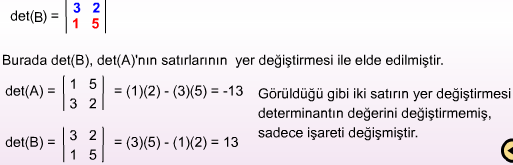 det(B) = | 3 2 |
| 1 5 |
Burada det(B), det(A)'nın satırlarının yer değiştirmesi ile elde edilmiştir.
det(A) = | 1 5 | = (1)(2) - (3)(5) = -13
| 3 2 |
Görüldüğü gibi iki satırın yer değiştirmesi
determinantın değerini değiştirmemiş,
sadece işareti değişmiştir.
det(B) = | 3 2 | = (3)(5) - (1)(2) = 13
| 1 5 |